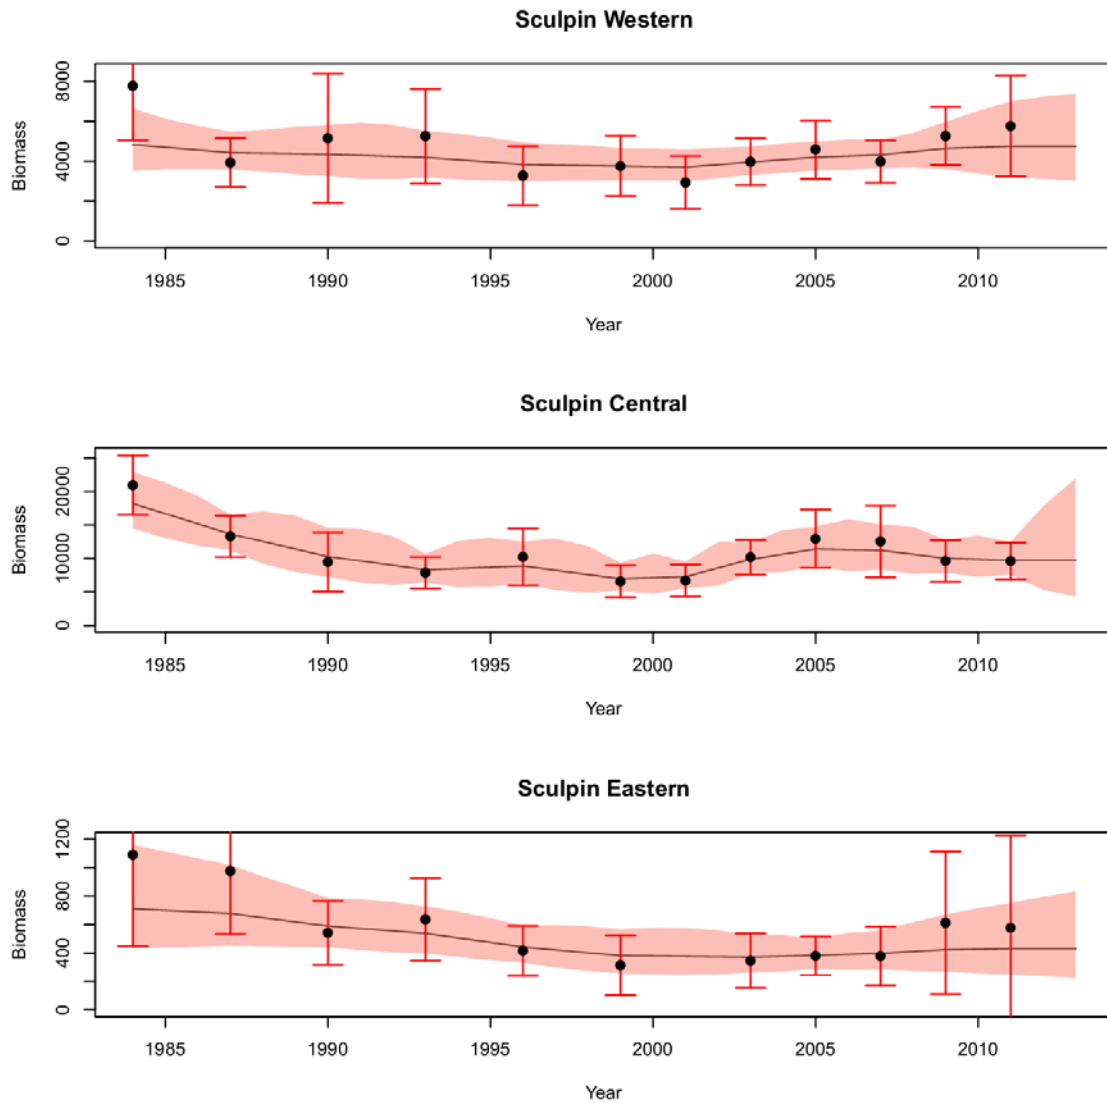 Sculpin Western
Biomass
8000
4000
0
1985 1990 1995 2000 2005 2010
Year
Sculpin Central
Biomass
20000
10000
0
1985 1990 1995 2000 2005 2010
Year
Sculpin Eastern
Biomass
1200
800
400
0
1985 1990 1995 2000 2005 2010
Year